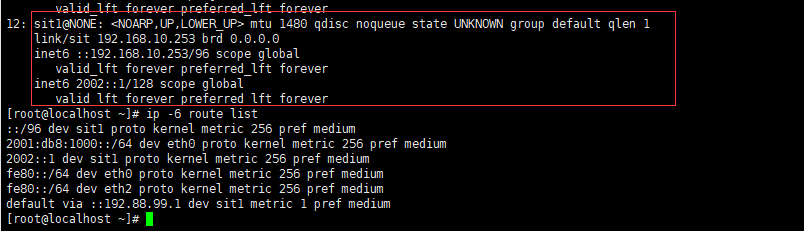 valid_lft forever preferred_lft forever
12: sit1@NONE: <NOARP,UP,LOWER_UP> mtu 1480 qdisc noqueue state UNKNOWN group default qlen 1
link/sit 192.168.10.253 brd 0.0.0.0
inet6 ::192.168.10.253/96 scope global
valid_lft forever preferred_lft forever
inet6 2002::1/128 scope global
valid_lft forever preferred_lft forever
[root@localhost ~]# ip -6 route list
::/96 dev sit1 proto kernel metric 256 pref medium
2001:db8:1000::/64 dev eth0 proto kernel metric 256 pref medium
2002::1 dev sit1 proto kernel metric 256 pref medium
fe80::/64 dev eth0 proto kernel metric 256 pref medium
fe80::/64 dev eth2 proto kernel metric 256 pref medium
default via ::192.88.99.1 dev sit1 metric 1 pref medium
[root@localhost ~]#